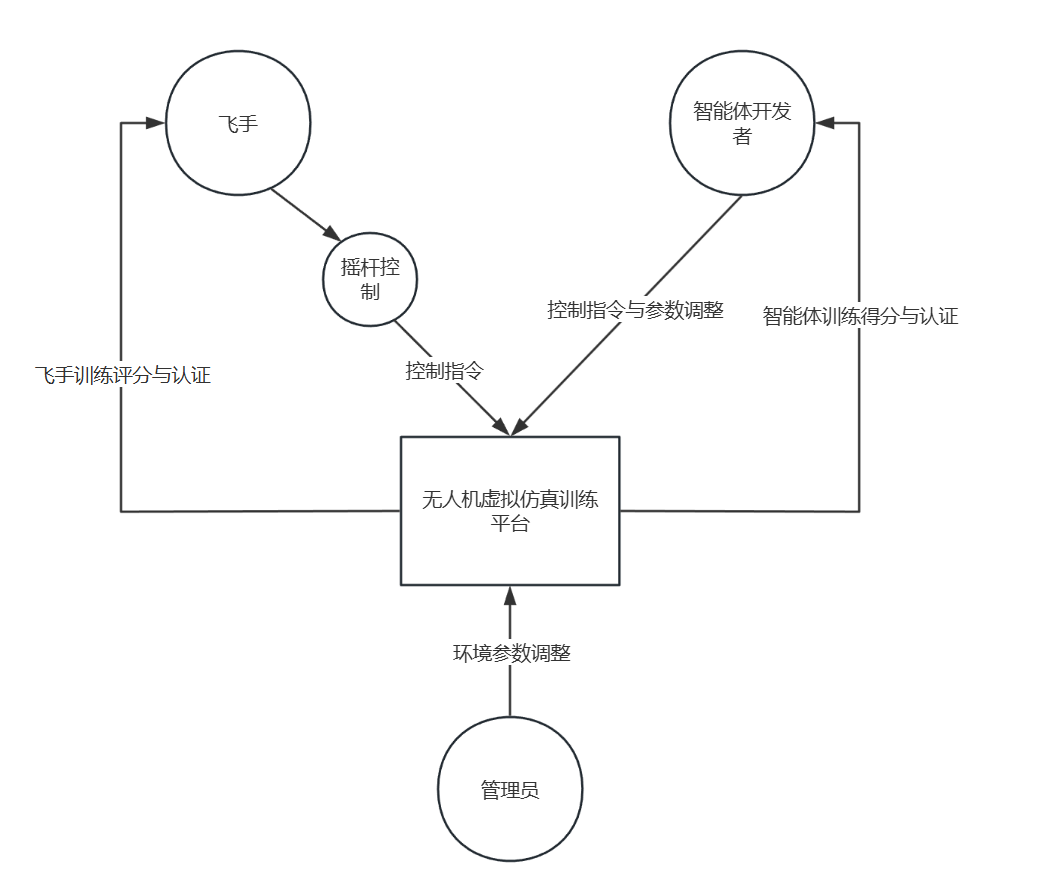 飞手
智能体开发
者
摇杆控
制
控制指令与参数调整
智能体训练得分与认证
控制指令
飞手训练评分与认证
无人机虚拟仿真训练
平台
环境参数调整
管理员